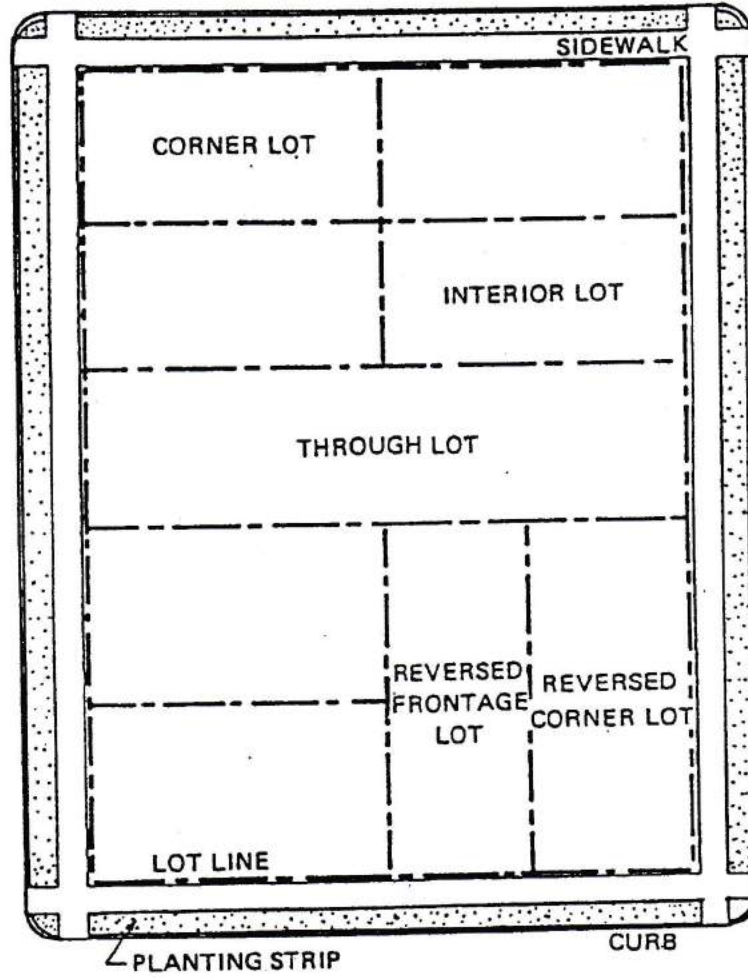 SIDEWALK
CORNER LOT
INTERIOR LOT
THROUGH LOT
REVERSED
FRONTAGE
LOT
REVERSED
CORNER LOT
LOT LINE
PLANTING STRIP
CURB